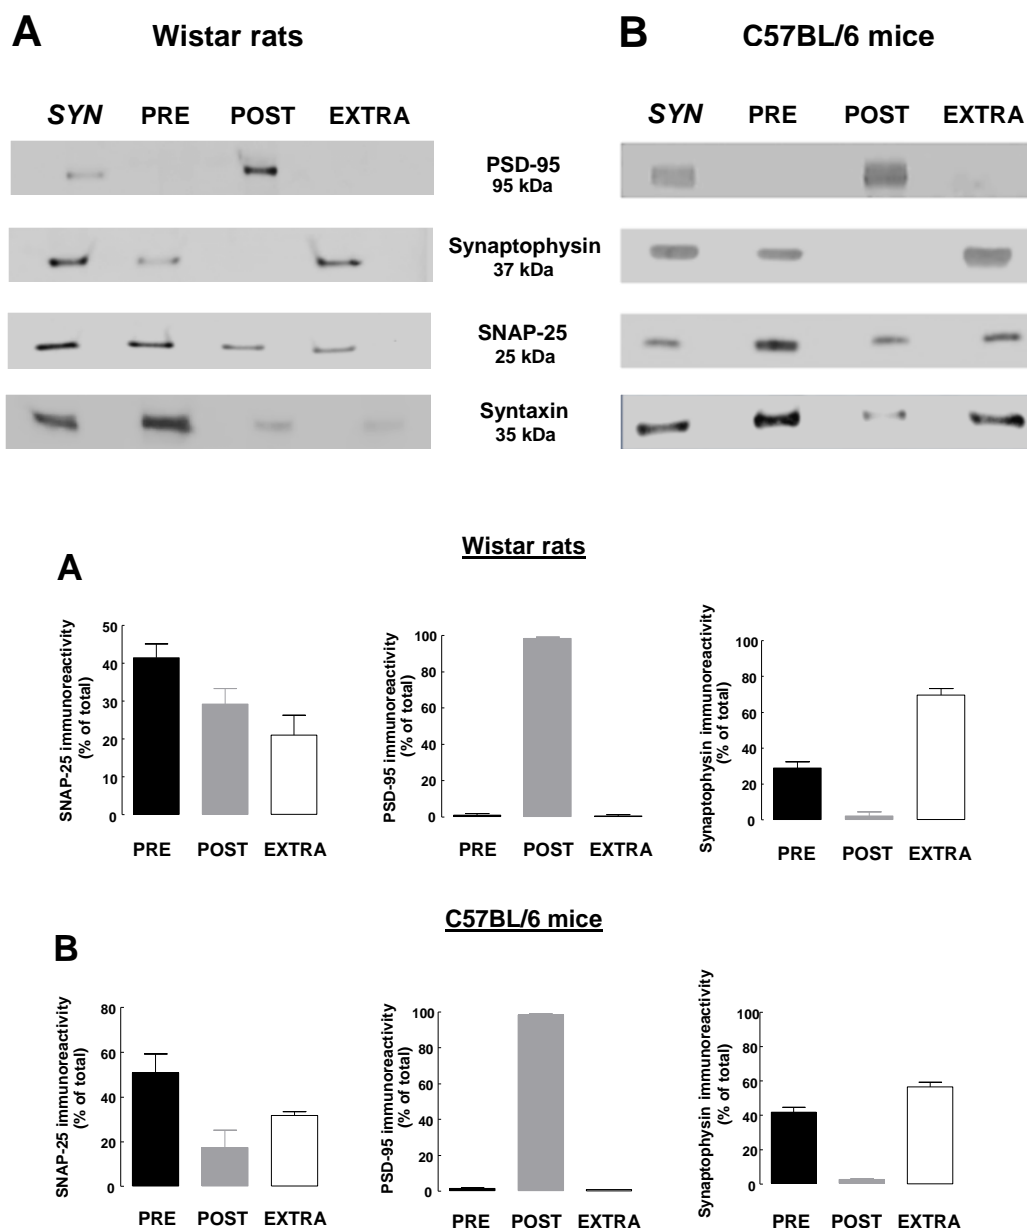 A Wistar rats B C57BL/6 mice
SYN PRE POST EXTRA SYN PRE POST EXTRA
PSD-95
95 kDa
Synaptophysin
37 kDa
SNAP-25
25 kDa
Syntaxin
35 kDa
Wistar rats
A
SNAP-25 immunoreactivity
(% of total)
50
40
30
20
10
0
PRE POST EXTRA
PSD-95 immunoreactivity
(% of total)
100
80
60
40
20
0
PRE POST EXTRA
Synaptophysin immunoreactivity
(% of total)
100
80
60
40
20
0
PRE POST EXTRA
C57BL/6 mice
B
SNAP-25 immunoreactivity
(% of total)
80
60
40
20
0
PRE POST EXTRA
PSD-95 immunoreactivity
(% of total)
100
80
60
40
20
0
PRE POST EXTRA
Synaptophysin immunoreactivity
(% of total)
100
80
60
40
20
0
PRE POST EXTRA